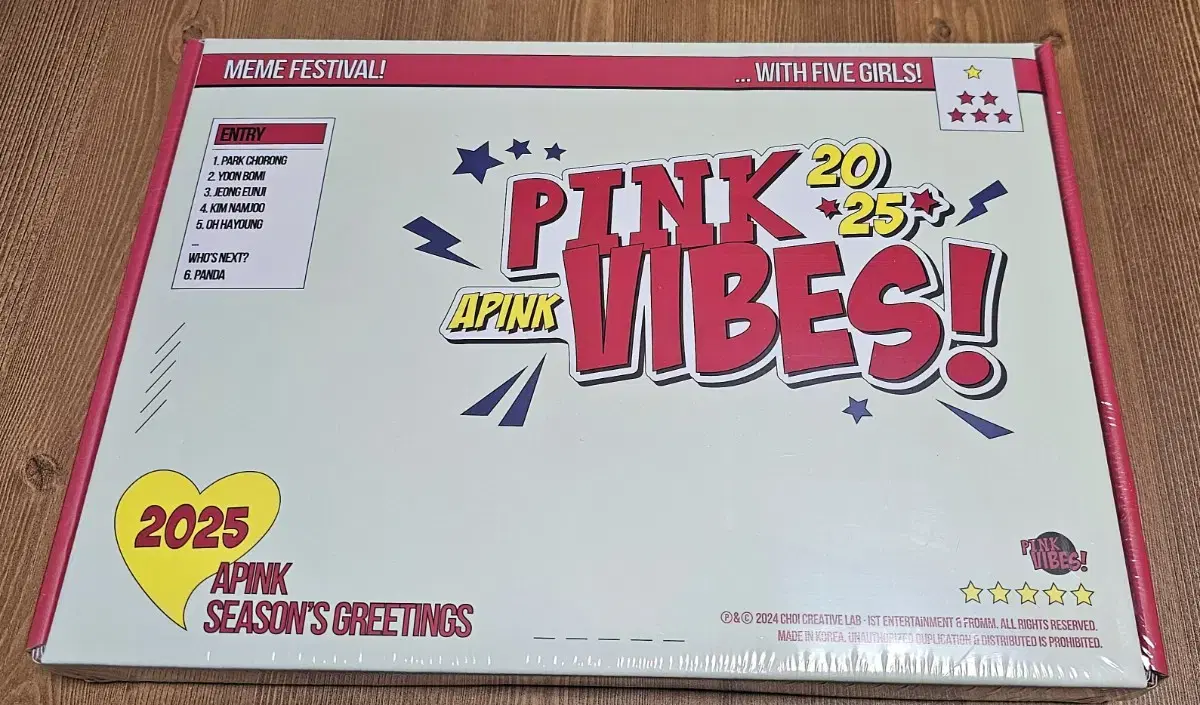 MEME FESTIVAL!
... WITH FIVE GIRLS!
ENTRY
1. PARK CHORONG
2. YOON BOMI
3. JEONG EUNJI
4. KIM NAMJOO
5. OH HAYOUNG
...
WHO'S NEXT?
6. PANDA
PINK 2025
APINK VIBES!
2025
APINK
SEASON'S GREETINGS
PINK
VIBES!
Ⓟ&© 2024 CHOI CREATIVE LAB · IST ENTERTAINMENT & FROMM. ALL RIGHTS RESERVED.
MADE IN KOREA. UNAUTHORIZED DUPLICATION & DISTRIBUTED IS PROHIBITED.